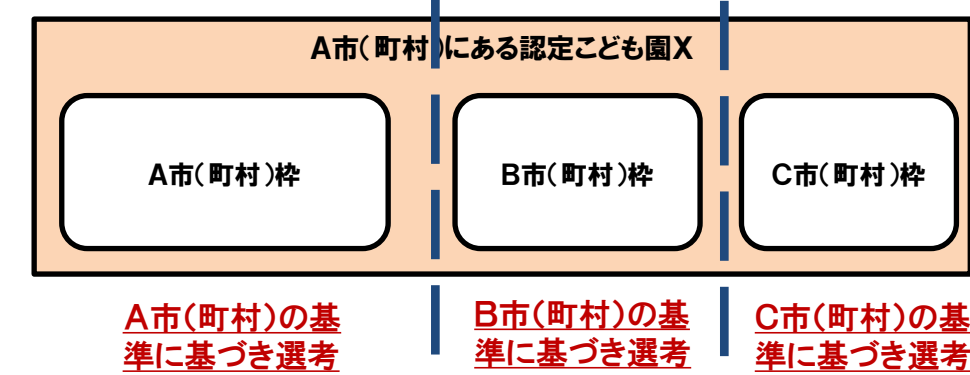 A市(町村)にある認定こども園X
A市(町村)枠
B市(町村)枠
C市(町村)枠
A市(町村)の基
準に基づき選考
B市(町村)の基
準に基づき選考
C市(町村)の基
準に基づき選考